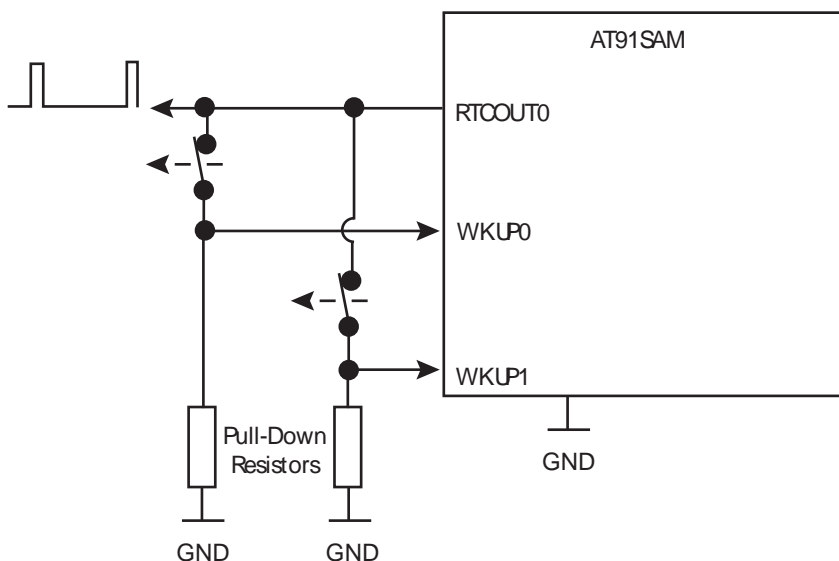 AT91SAM
RTCOUT0
WKUP0
WKUP1
Pull-Down
Resistors
GND
GND
GND